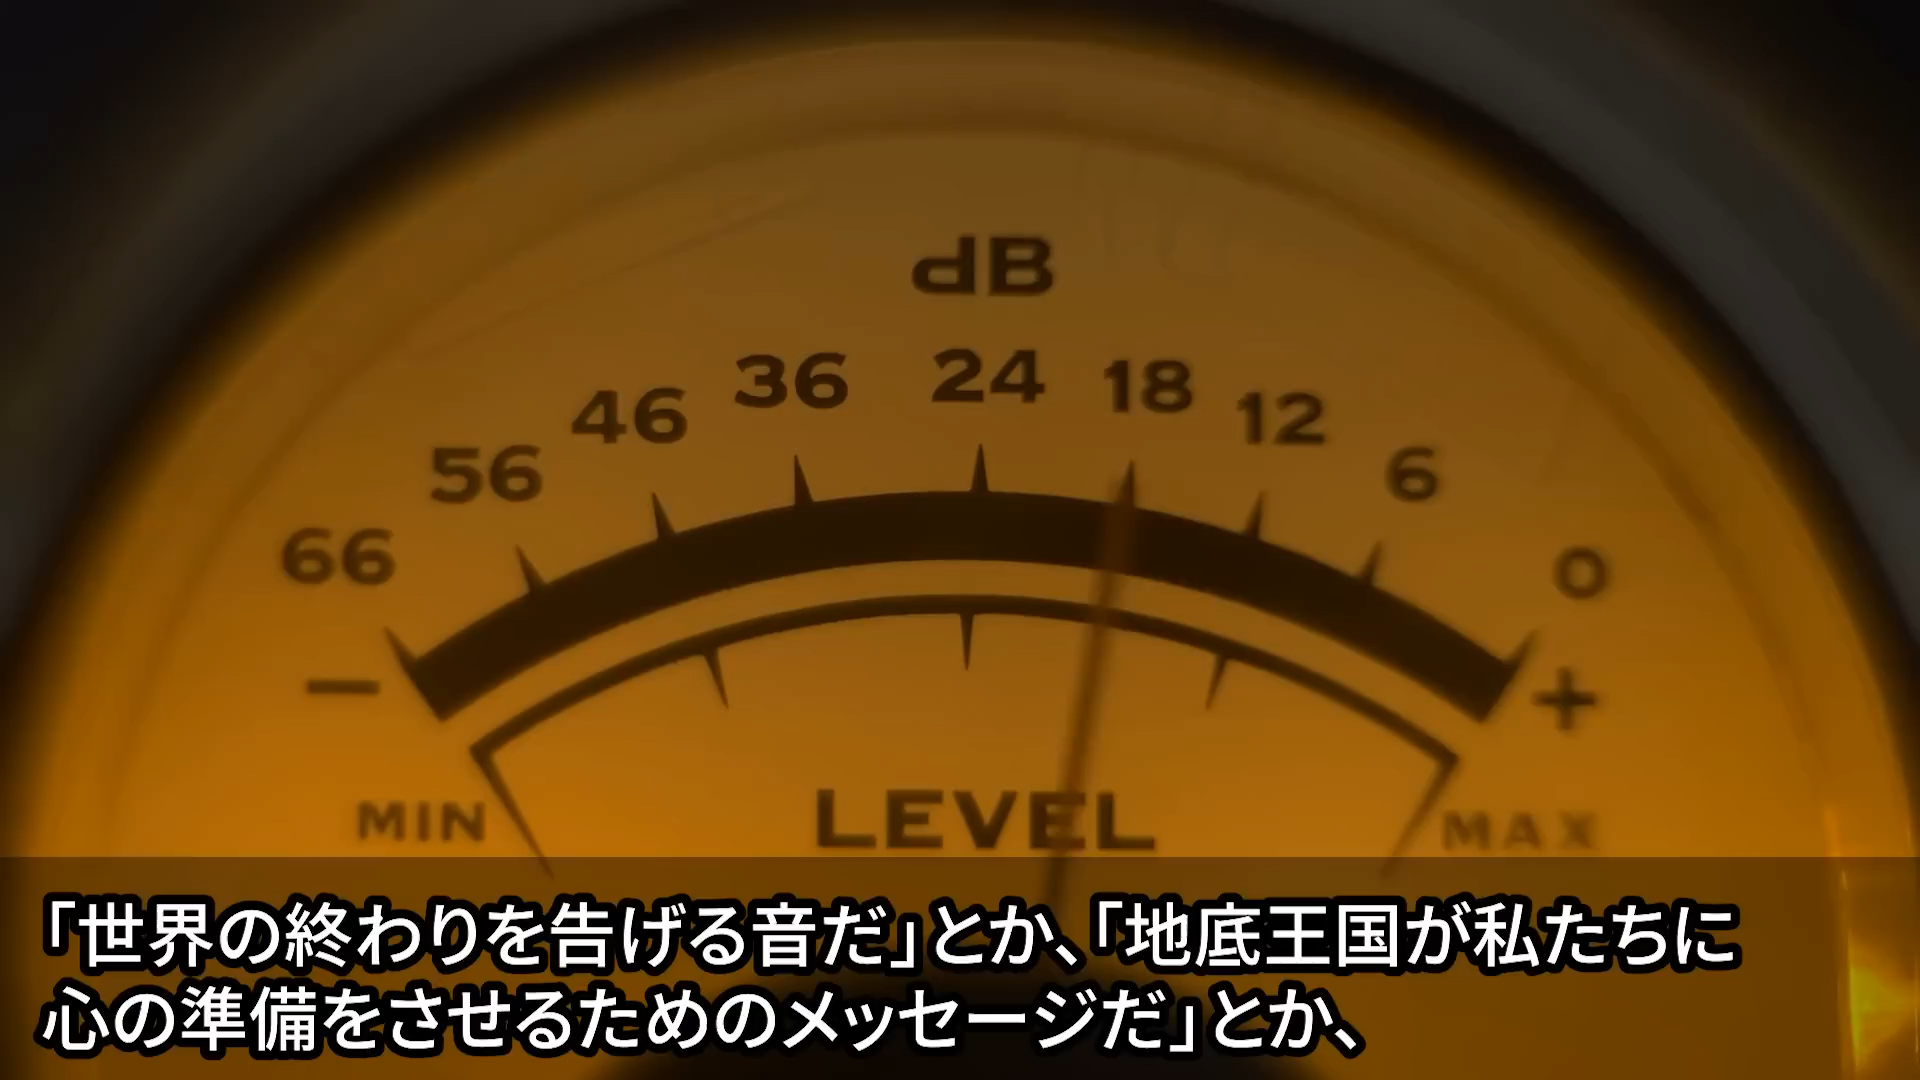 dB
66 56 46 36 24 18 12 6 0
− +
MIN LEVEL MAX
「世界の終わりを告げる音だ」とか、「地底王国が私たちに
心の準備をさせるためのメッセージだ」とか、